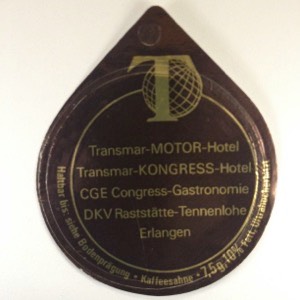 T
Transmar-MOTOR-Hotel
Transmar-KONGRESS-Hotel
CGE Congress-Gastronomie
DKV Raststätte-Tennenlohe
Erlangen
Haltbar bis: siehe Bodenprägung - Kaffeesahne - 7,5 g, 10% Fett, Ultrahocherhitzt